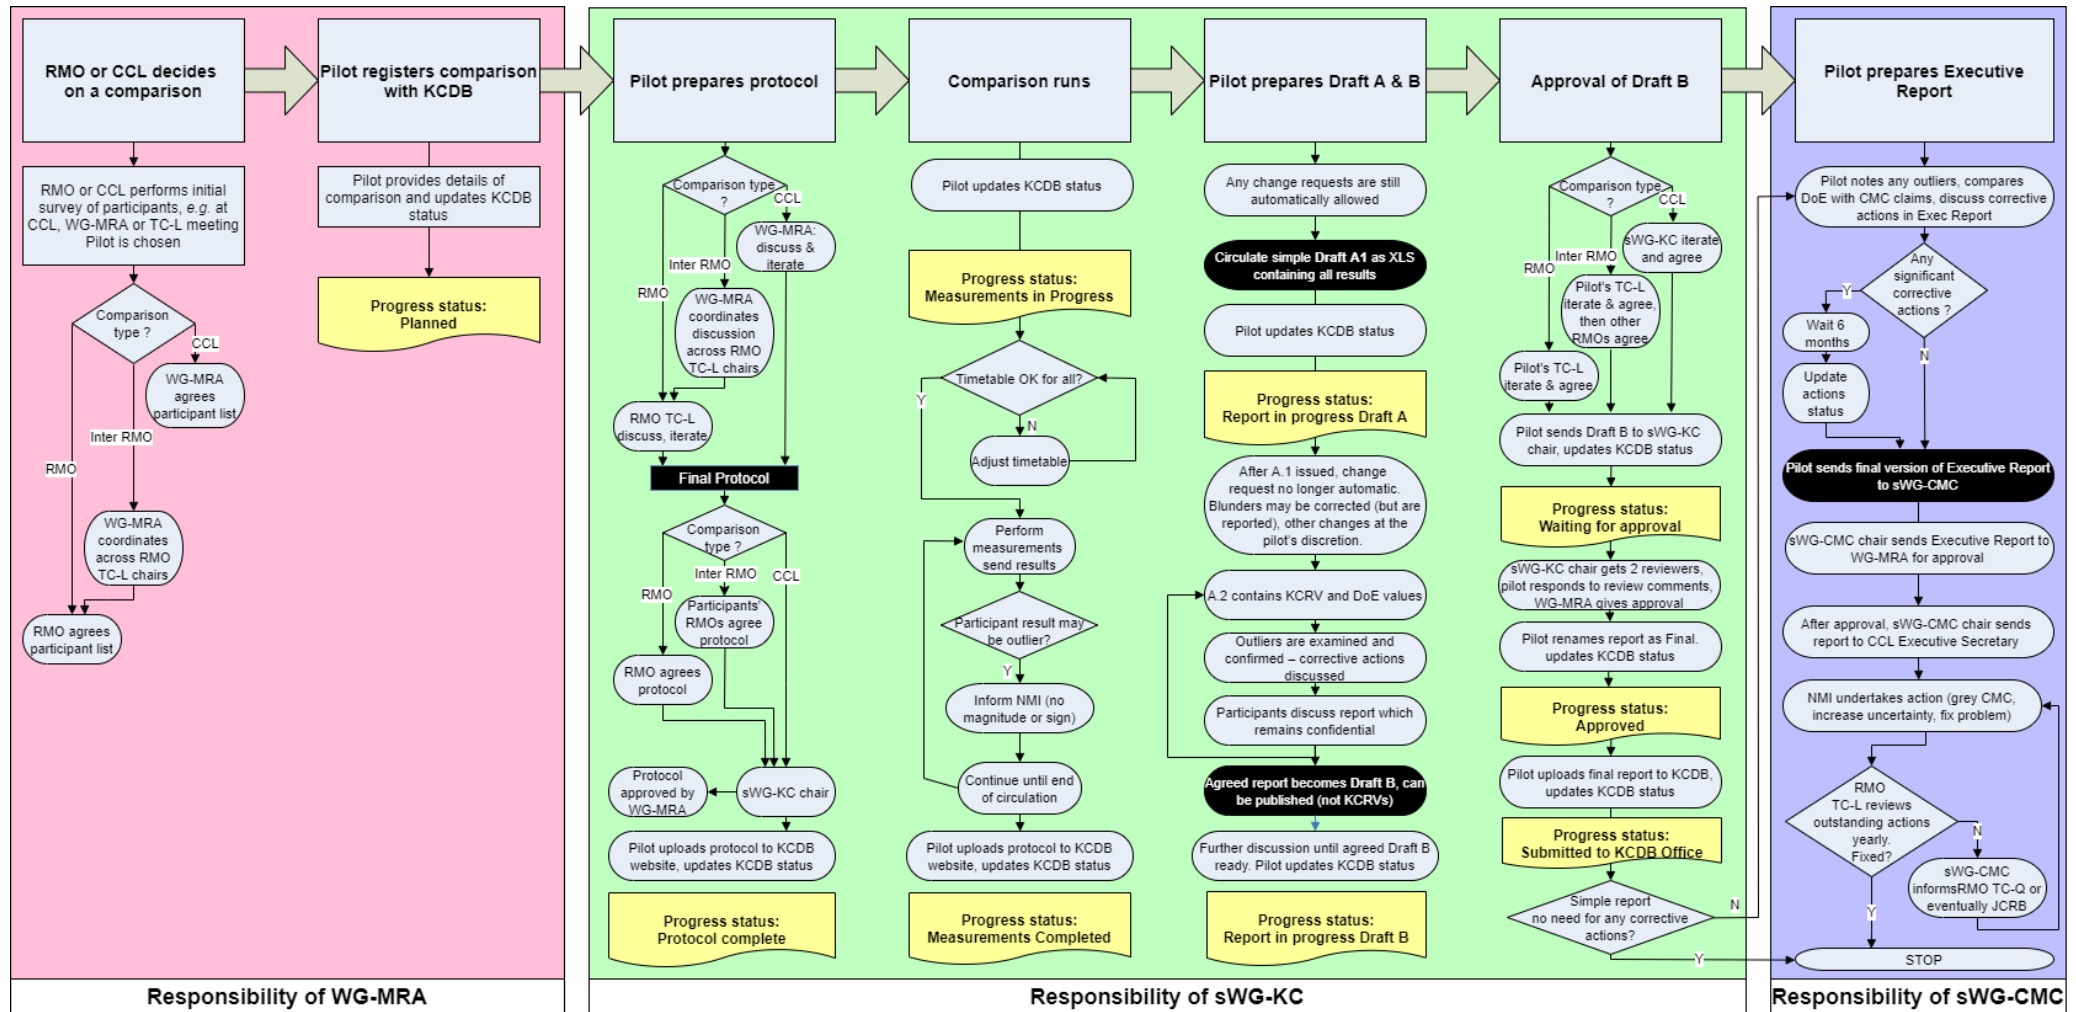 RMO or CCL decides
on a comparison
RMO or CCL performs initial
survey of participants, e.g. at
CCL, WG-MRA or TC-L meeting
Pilot is chosen
Comparison
type ?
CCL
WG-MRA
agrees
participant list
Inter RMO
RMO
WG-MRA
coordinates
across RMO
TC-L chairs
RMO agrees
participant list
Pilot registers comparison
with KCDB
Pilot provides details of
comparison and updates KCDB
status
Progress status:
Planned
Responsibility of WG-MRA
Pilot prepares protocol
Comparison type
?
CCL
WG-MRA:
discuss &
iterate
Inter RMO
RMO
WG-MRA
coordinates
discussion
across RMO
TC-L chairs
RMO TC-L
discuss, iterate
Final Protocol
Comparison
type ?
Inter RMO
CCL
RMO
Participants'
RMOs agree
protocol
RMO agrees
protocol
Protocol
approved by
WG-MRA
sWG-KC chair
Pilot uploads protocol to KCDB
website, updates KCDB status
Progress status:
Protocol complete
Comparison runs
Pilot updates KCDB status
Progress status:
Measurements in Progress
Timetable OK for all?
Y
N
Adjust timetable
Perform
measurements
send results
Participant result may
be outlier?
Y
Inform NMI (no
magnitude or sign)
Continue until end
of circulation
Pilot uploads protocol to KCDB
website, updates KCDB status
Progress status:
Measurements Completed
Pilot prepares Draft A & B
Any change requests are still
automatically allowed
Circulate simple Draft A1 as XLS
containing all results
Pilot updates KCDB status
Progress status:
Report in progress Draft A
After A.1 issued, change
request no longer automatic.
Blunders may be corrected (but are
reported), other changes at the
pilot's discretion.
A.2 contains KCRV and DoE values
Outliers are examined and
confirmed – corrective actions
discussed
Participants discuss report which
remains confidential
Agreed report becomes Draft B, can
be published (not KCRVs)
Further discussion until agreed Draft B
ready. Pilot updates KCDB status
Progress status:
Report in progress Draft B
Approval of Draft B
Comparison type
?
CCL
sWG-KC iterate
and agree
Inter RMO
RMO
Pilot's TC-L
iterate & agree,
then other
RMOs agree
Pilot's TC-L
iterate & agree
Pilot sends Draft B to sWG-KC
chair, updates KCDB status
Progress status:
Waiting for approval
sWG-KC chair gets 2 reviewers,
pilot responds to review comments,
WG-MRA gives approval
Pilot renames report as Final.
updates KCDB status
Progress status:
Approved
Pilot uploads final report to KCDB,
updates KCDB status
Progress status:
Submitted to KCDB Office
Simple report
no need for any corrective
actions?
N
Y
Responsibility of sWG-KC
Pilot prepares Executive
Report
Pilot notes any outliers, compares
DoE with CMC claims, discuss corrective
actions in Exec Report
Any
significant
corrective
actions ?
Y
Wait 6
months
N
Update
actions
status
Pilot sends final version of Executive Report
to sWG-CMC
sWG-CMC chair sends Executive Report to
WG-MRA for approval
After approval, sWG-CMC chair sends
report to CCL Executive Secretary
NMI undertakes action (grey CMC,
increase uncertainty, fix problem)
RMO
TC-L reviews
outstanding actions
yearly.
Fixed?
N
sWG-CMC
informsRMO TC-Q or
eventually JCRB
Y
STOP
Responsibility of sWG-CMC